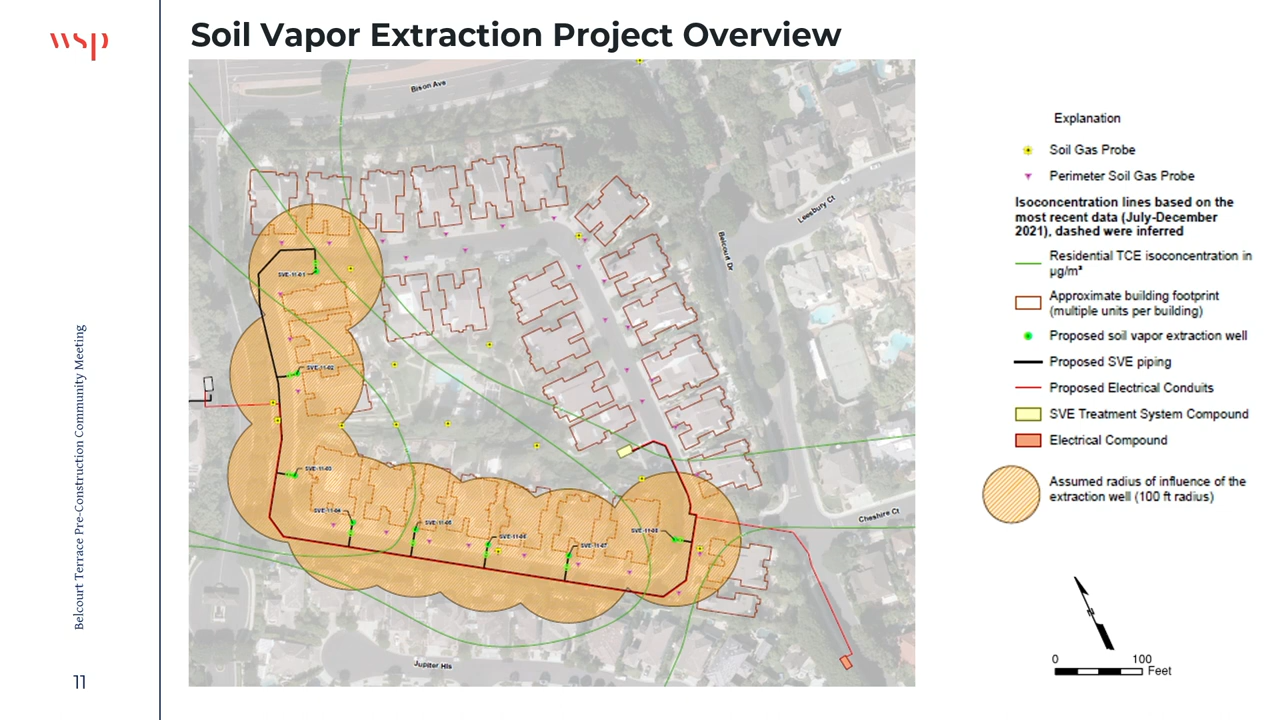 wsp
Soil Vapor Extraction Project Overview
Bison Ave
Leesbury Ct
Belcourt Dr
SVE-11-01
SVE-11-02
SVE-11-03
SVE-11-04
SVE-11-05
SVE-11-06
SVE-11-07
SVE-11-08
Cheshire Ct
Jupiter Hls
Explanation
Soil Gas Probe
Perimeter Soil Gas Probe
Isoconcentration lines based on the
most recent data (July-December
2021), dashed were inferred
Residential TCE isoconcentration in
µg/m³
Approximate building footprint
(multiple units per building)
Proposed soil vapor extraction well
Proposed SVE piping
Proposed Electrical Conduits
SVE Treatment System Compound
Electrical Compound
Assumed radius of influence of the
extraction well (100 ft radius)
N
0 100
Feet
Belcourt Terrace Pre-Construction Community Meeting
11